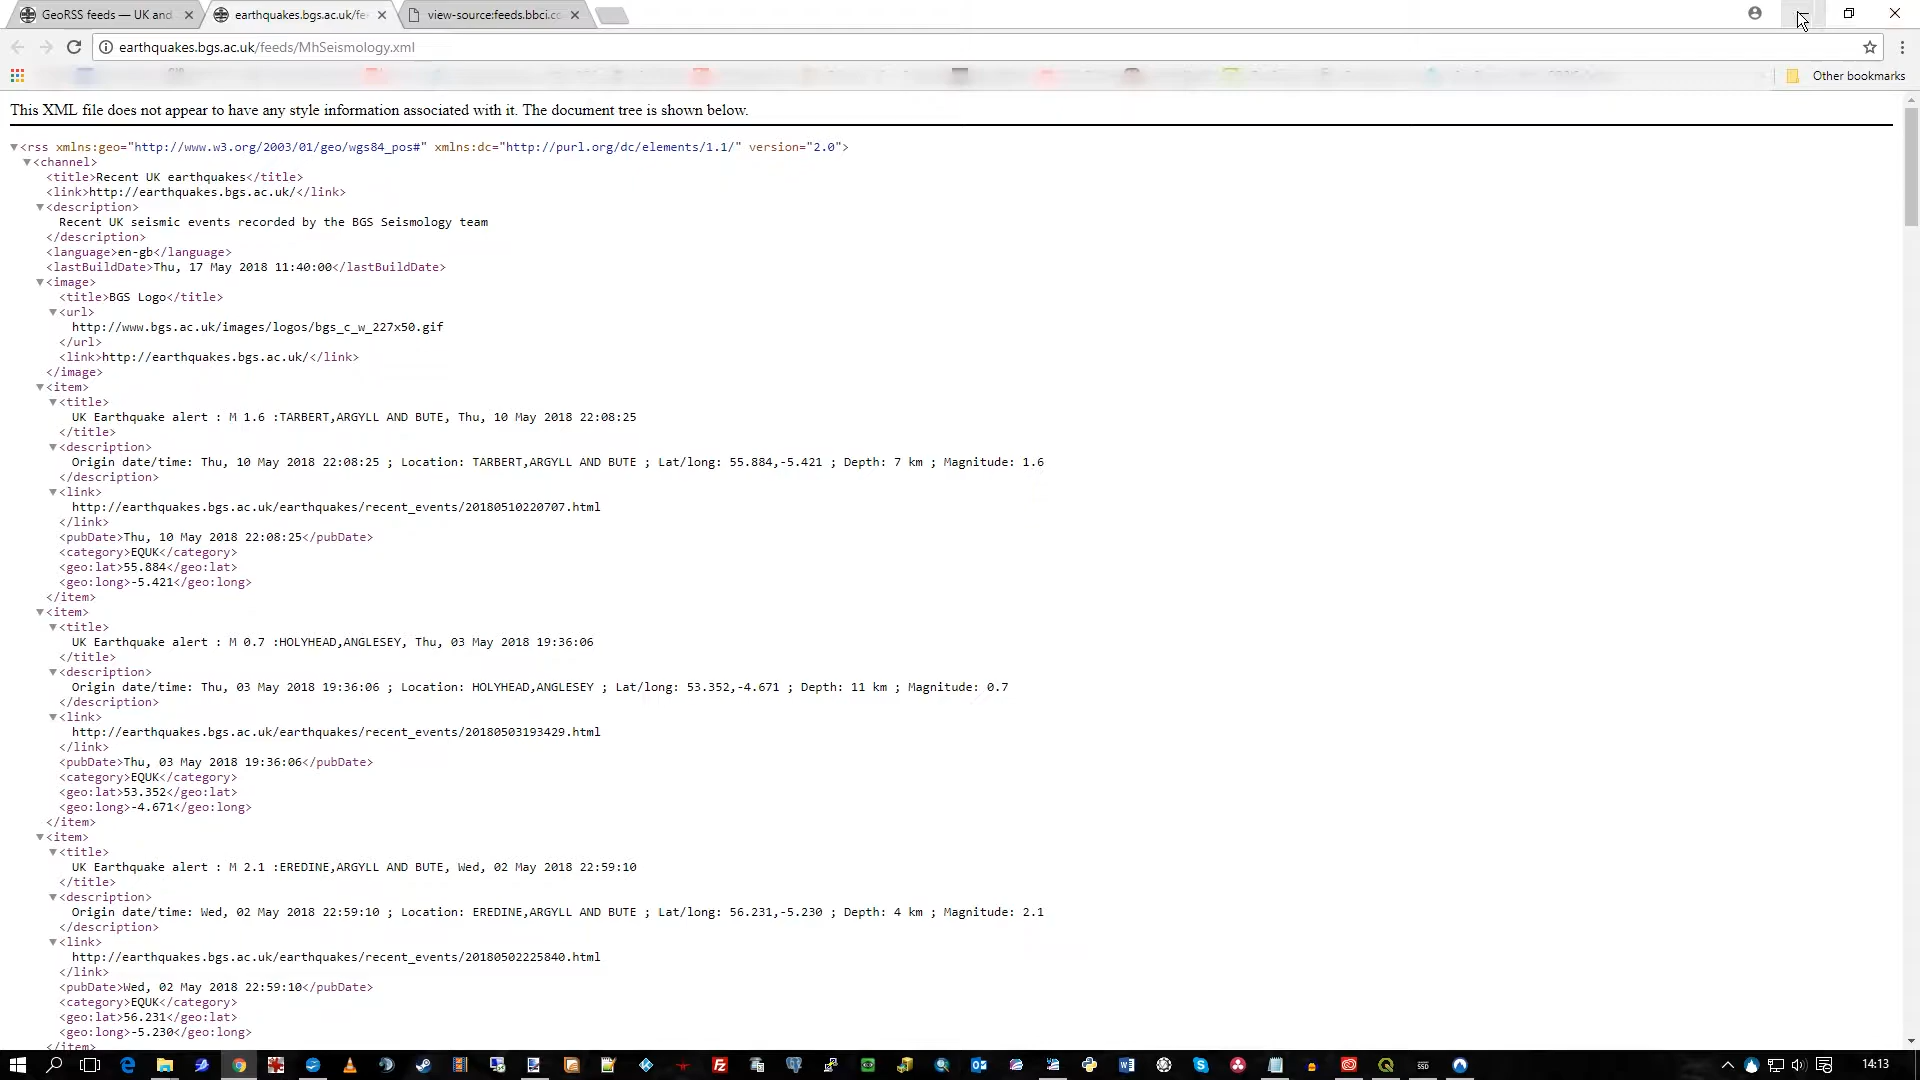 GeoRSS feeds — UK and
earthquakes.bgs.ac.uk/fe
view-source:feeds.bbci.c
earthquakes.bgs.ac.uk/feeds/MhSeismology.xml
Other bookmarks
This XML file does not appear to have any style information associated with it. The document tree is shown below.
<rss xmlns:geo="http://www.w3.org/2003/01/geo/wgs84_pos#" xmlns:dc="http://purl.org/dc/elements/1.1/" version="2.0">
<channel>
<title>Recent UK earthquakes</title>
<link>http://earthquakes.bgs.ac.uk/</link>
<description>
Recent UK seismic events recorded by the BGS Seismology team
</description>
<language>en-gb</language>
<lastBuildDate>Thu, 17 May 2018 11:40:00</lastBuildDate>
<image>
<title>BGS Logo</title>
<url>
http://www.bgs.ac.uk/images/logos/bgs_c_w_227x50.gif
</url>
<link>http://earthquakes.bgs.ac.uk/</link>
</image>
<item>
<title>
UK Earthquake alert : M 1.6 :TARBERT,ARGYLL AND BUTE, Thu, 10 May 2018 22:08:25
</title>
<description>
Origin date/time: Thu, 10 May 2018 22:08:25 ; Location: TARBERT,ARGYLL AND BUTE ; Lat/long: 55.884,-5.421 ; Depth: 7 km ; Magnitude: 1.6
</description>
<link>
http://earthquakes.bgs.ac.uk/earthquakes/recent_events/20180510220707.html
</link>
<pubDate>Thu, 10 May 2018 22:08:25</pubDate>
<category>EQUK</category>
<geo:lat>55.884</geo:lat>
<geo:long>-5.421</geo:long>
</item>
<item>
<title>
UK Earthquake alert : M 0.7 :HOLYHEAD,ANGLESEY, Thu, 03 May 2018 19:36:06
</title>
<description>
Origin date/time: Thu, 03 May 2018 19:36:06 ; Location: HOLYHEAD,ANGLESEY ; Lat/long: 53.352,-4.671 ; Depth: 11 km ; Magnitude: 0.7
</description>
<link>
http://earthquakes.bgs.ac.uk/earthquakes/recent_events/20180503193429.html
</link>
<pubDate>Thu, 03 May 2018 19:36:06</pubDate>
<category>EQUK</category>
<geo:lat>53.352</geo:lat>
<geo:long>-4.671</geo:long>
</item>
<item>
<title>
UK Earthquake alert : M 2.1 :EREDINE,ARGYLL AND BUTE, Wed, 02 May 2018 22:59:10
</title>
<description>
Origin date/time: Wed, 02 May 2018 22:59:10 ; Location: EREDINE,ARGYLL AND BUTE ; Lat/long: 56.231,-5.230 ; Depth: 4 km ; Magnitude: 2.1
</description>
<link>
http://earthquakes.bgs.ac.uk/earthquakes/recent_events/20180502225840.html
</link>
<pubDate>Wed, 02 May 2018 22:59:10</pubDate>
<category>EQUK</category>
<geo:lat>56.231</geo:lat>
<geo:long>-5.230</geo:long>
</item>
14:13